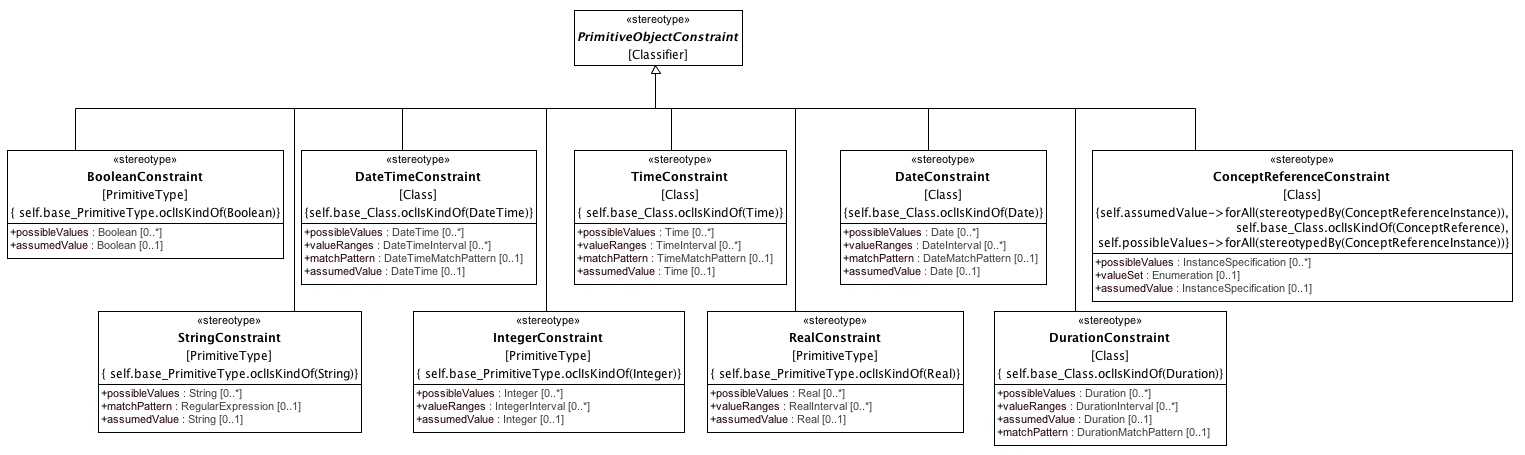 «stereotype»
PrimitiveObjectConstraint
[Classifier]
«stereotype»
BooleanConstraint
[PrimitiveType]
{ self.base_PrimitiveType.oclIsKindOf(Boolean)}
+possibleValues : Boolean [0..*]
+assumedValue : Boolean [0..1]
«stereotype»
DateTimeConstraint
[Class]
{self.base_Class.oclIsKindOf(DateTime)}
+possibleValues : DateTime [0..*]
+valueRanges : DateTimeInterval [0..*]
+matchPattern : DateTimeMatchPattern [0..1]
+assumedValue : DateTime [0..1]
«stereotype»
TimeConstraint
[Class]
{ self.base_Class.oclIsKindOf(Time)}
+possibleValues : Time [0..*]
+valueRanges : TimeInterval [0..*]
+matchPattern : TimeMatchPattern [0..1]
+assumedValue : Time [0..1]
«stereotype»
DateConstraint
[Class]
{self.base_Class.oclIsKindOf(Date)}
+possibleValues : Date [0..*]
+valueRanges : DateInterval [0..*]
+matchPattern : DateMatchPattern [0..1]
+assumedValue : Date [0..1]
«stereotype»
ConceptReferenceConstraint
[Class]
{self.assumedValue->forAll(stereotypedBy(ConceptReferenceInstance)),
self.base_Class.oclIsKindOf(ConceptReference),
self.possibleValues->forAll(stereotypedBy(ConceptReferenceInstance))}
+possibleValues : InstanceSpecification [0..*]
+valueSet : Enumeration [0..1]
+assumedValue : InstanceSpecification [0..1]
«stereotype»
StringConstraint
[PrimitiveType]
{ self.base_PrimitiveType.oclIsKindOf(String)}
+possibleValues : String [0..*]
+matchPattern : RegularExpression [0..1]
+assumedValue : String [0..1]
«stereotype»
IntegerConstraint
[PrimitiveType]
{ self.base_PrimitiveType.oclIsKindOf(Integer)}
+possibleValues : Integer [0..*]
+valueRanges : IntegerInterval [0..*]
+assumedValue : Integer [0..1]
«stereotype»
RealConstraint
[PrimitiveType]
{ self.base_PrimitiveType.oclIsKindOf(Real)}
+possibleValues : Real [0..*]
+valueRanges : RealInterval [0..*]
+assumedValue : Real [0..1]
«stereotype»
DurationConstraint
[Class]
{ self.base_Class.oclIsKindOf(Duration)}
+possibleValues : Duration [0..*]
+valueRanges : DurationInterval [0..*]
+assumedValue : Duration [0..1]
+matchPattern : DurationMatchPattern [0..1]